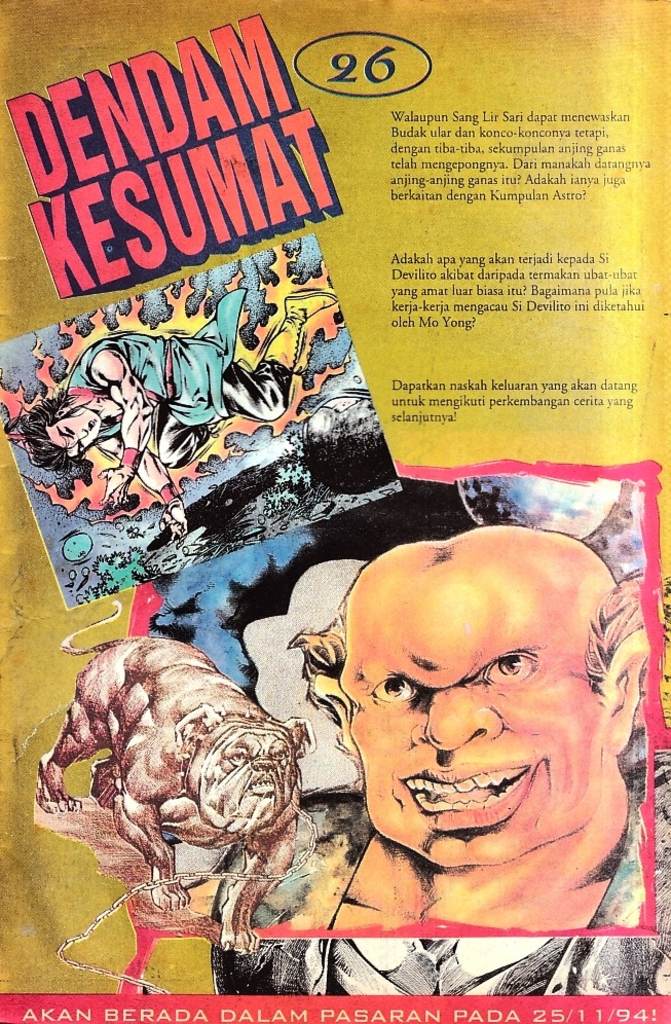 DENDAM
KESUMAT
26
Walaupun Sang Lir Sari dapat menewaskan
Budak ular dan konco-konconya tetapi,
dengan tiba-tiba, sekumpulan anjing ganas
telah mengepongnya. Dari manakah datangnya
anjing-anjing ganas itu? Adakah ianya juga
berkaitan dengan Kumpulan Astro?
Adakah apa yang akan terjadi kepada Si
Devilito akibat daripada termakan ubat-ubat
yang amat luar biasa itu? Bagaimana pula jika
kerja-kerja mengacau Si Devilito ini diketahui
oleh Mo Yong?
Dapatkan naskah keluaran yang akan datang
untuk mengikuti perkembangan cerita yang
selanjutnya!
AKAN BERADA DALAM PASARAN PADA 25/11/94!